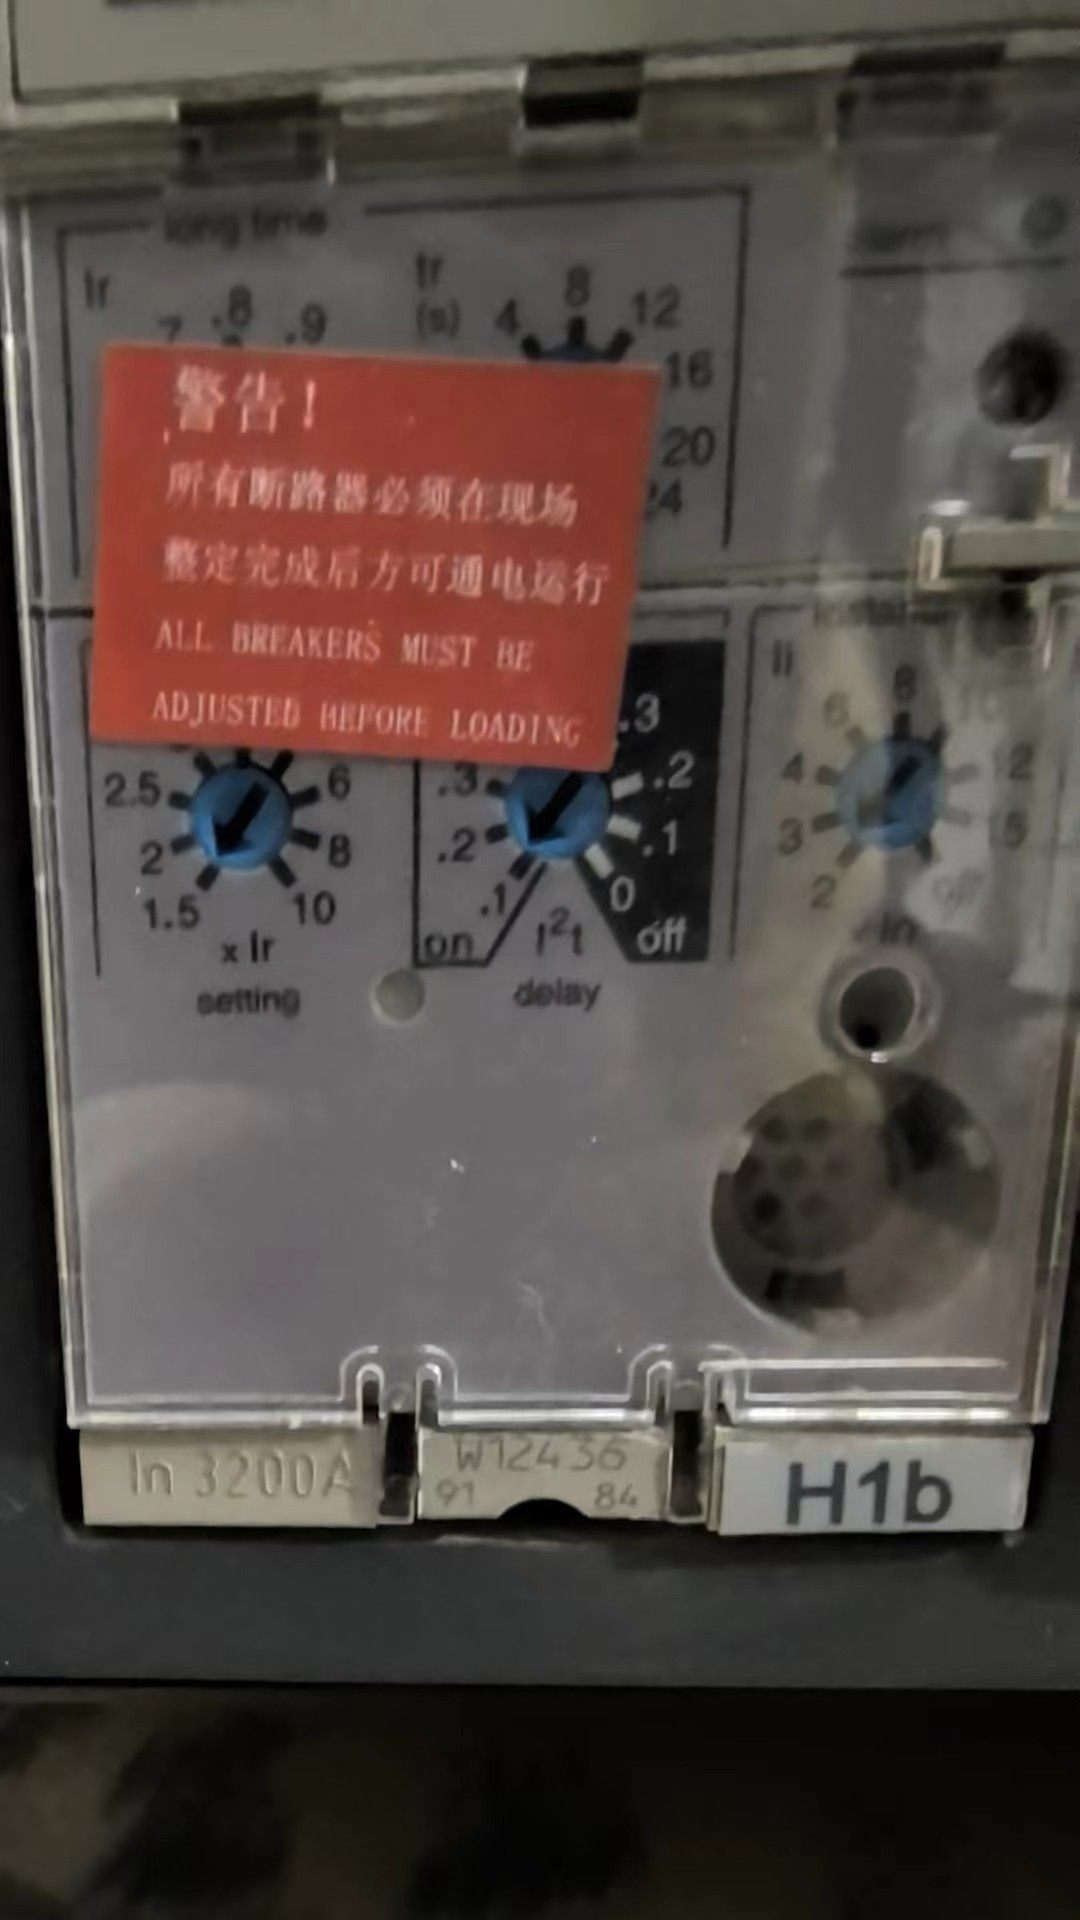 long time
Ir
tr
(s)
.7 .8 .9
4 8 12
16
20
24
警告!
所有断路器必须在现场
整定完成后方可通电运行
ALL BREAKERS MUST BE
ADJUSTED BEFORE LOADING
Ii
2.5 6
2 8
1.5 10
x Ir
setting
.3 .3
.2 .2
.1 .1
0
on I²t off
delay
6 8 10
4 12
3
2 off
In 3200A
W12436
91 84
H1b